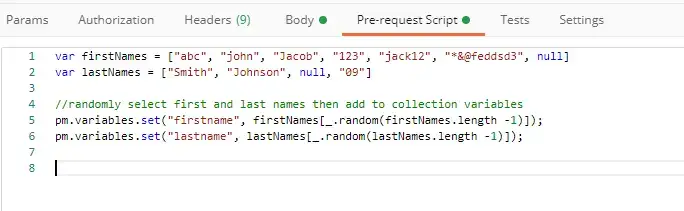 Params Authorization Headers (9) Body Pre-request Script Tests Settings
1 var firstNames = ["abc", "john", "Jacob", "123", "jack12", "*&@feddsd3", null]
2 var lastNames = ["Smith", "Johnson", null, "09"]
3
4 //randomly select first and last names then add to collection variables
5 pm.variables.set("firstname", firstNames[_.random(firstNames.length -1)]);
6 pm.variables.set("lastname", lastNames[_.random(lastNames.length -1)]);
7
8